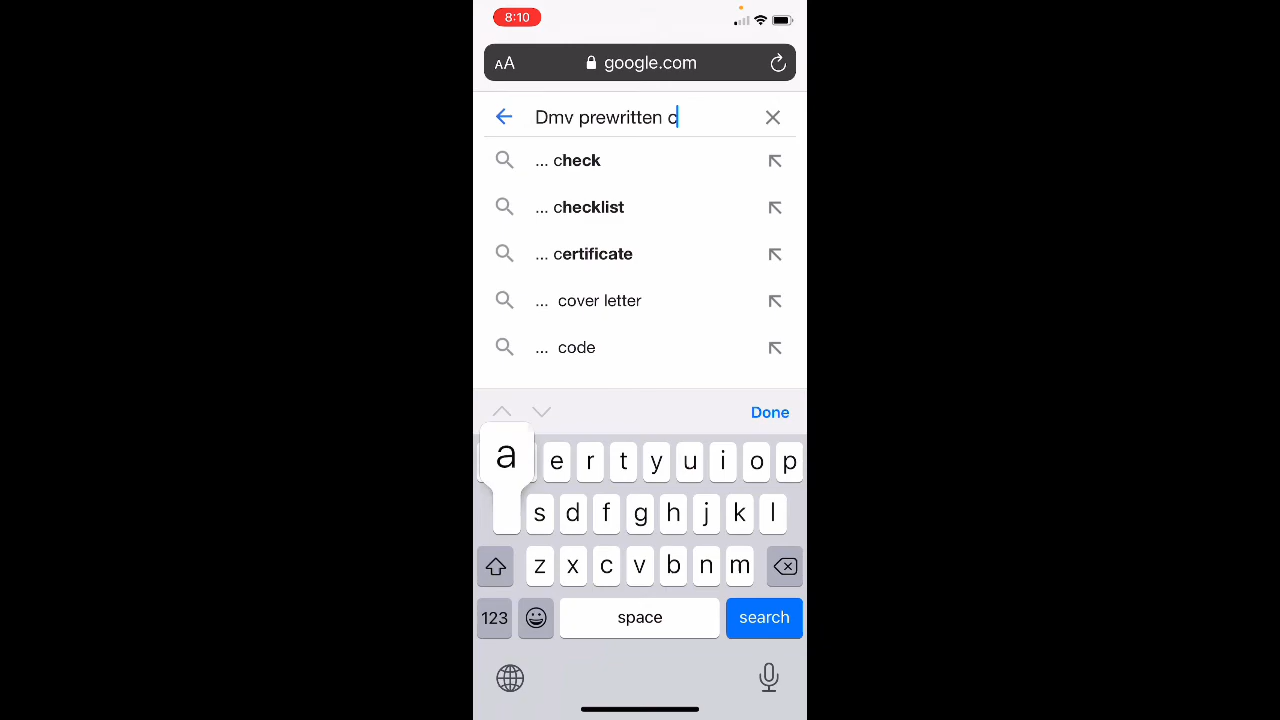 8:10
AA google.com
Dmv prewritten c
... check
... checklist
... certificate
... cover letter
... code
Done
a e r t y u i o p
s d f g h j k l
z x c v b n m
123 space search